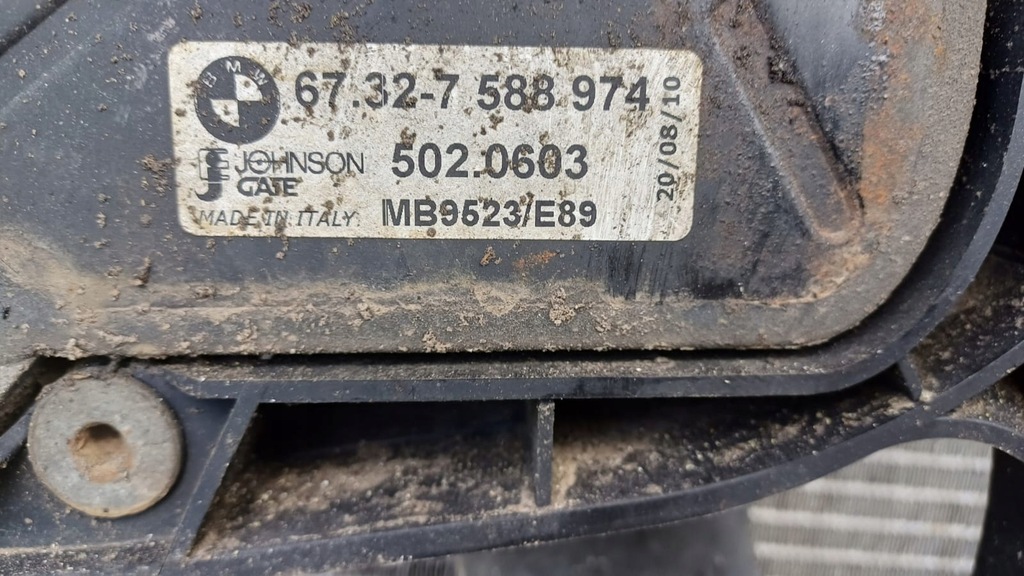 BMW
67.32-7 588 974
JOHNSON
GATE
502.0603
MADE IN ITALY
MB9523/E89
20/08/10